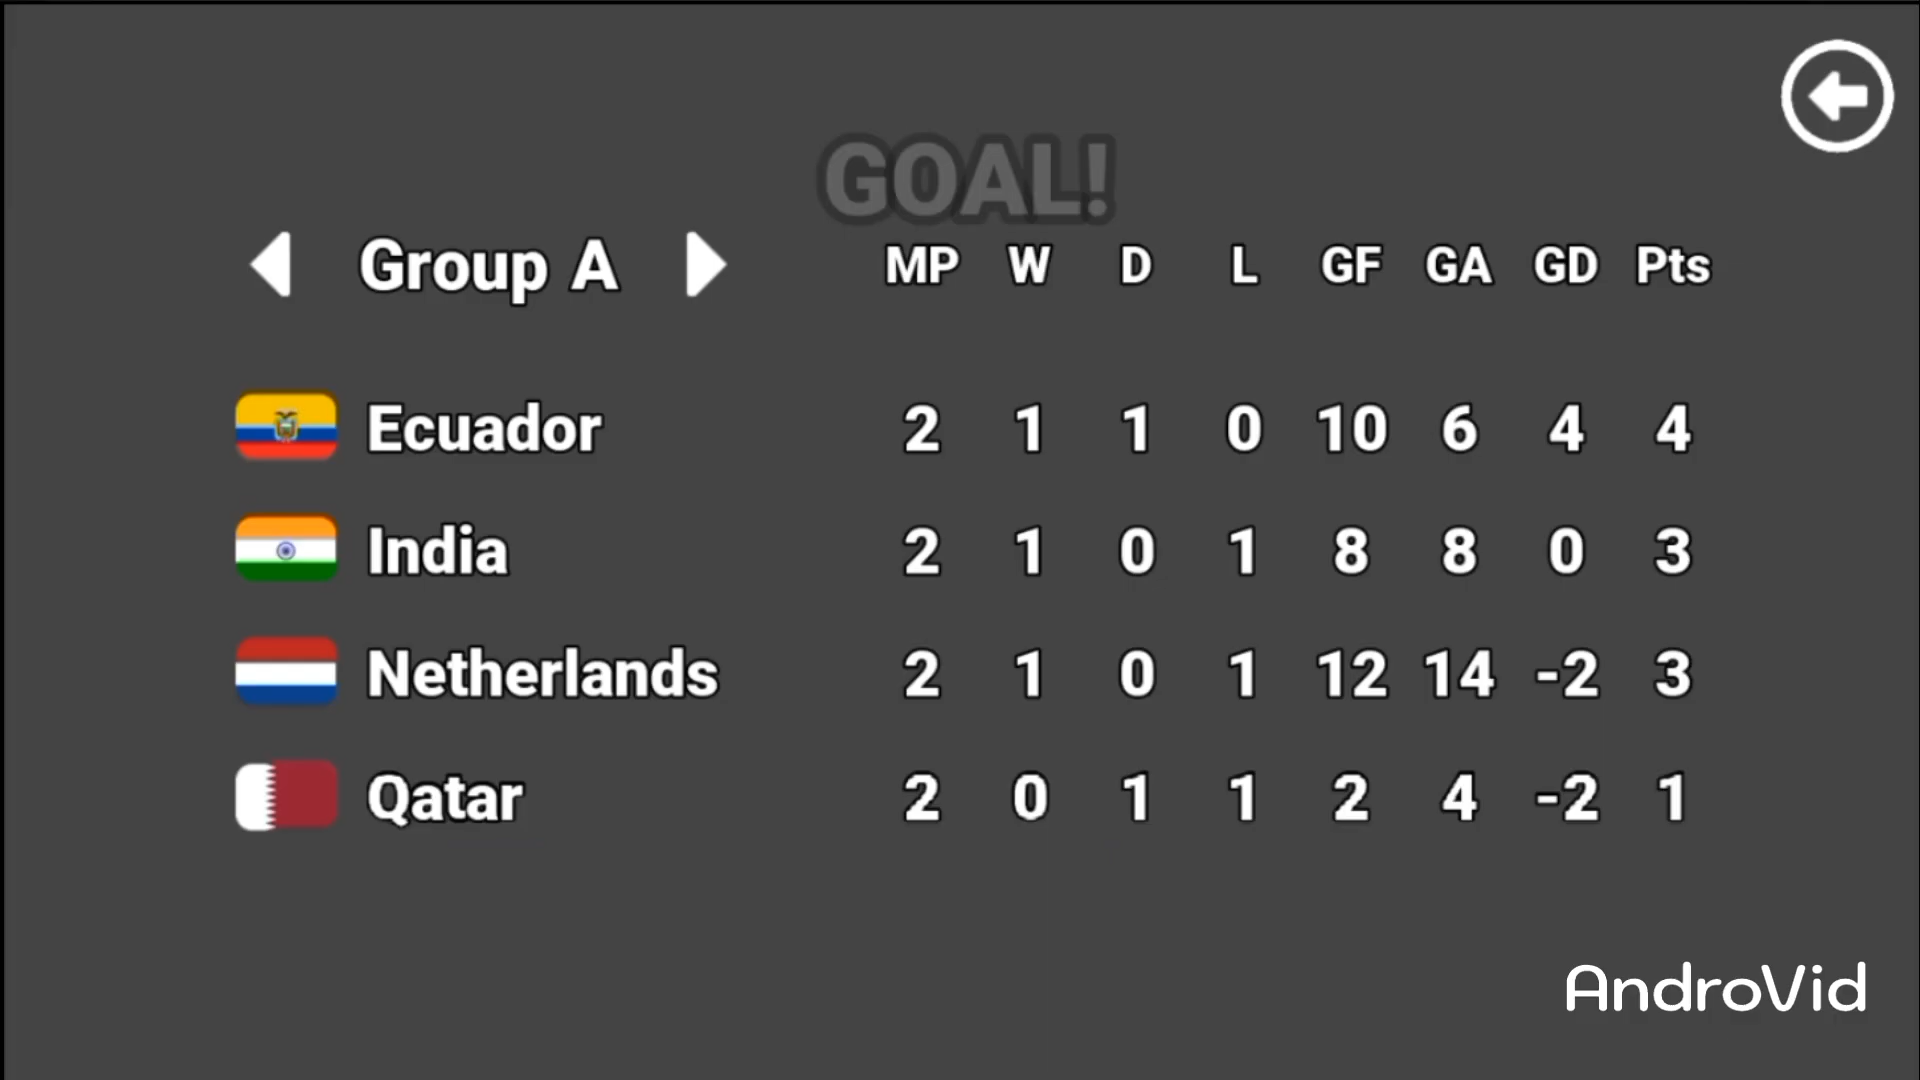 GOAL!
Group A MP W D L GF GA GD Pts
Ecuador 2 1 1 0 10 6 4 4
India 2 1 0 1 8 8 0 3
Netherlands 2 1 0 1 12 14 -2 3
Qatar 2 0 1 1 2 4 -2 1
AndroVid